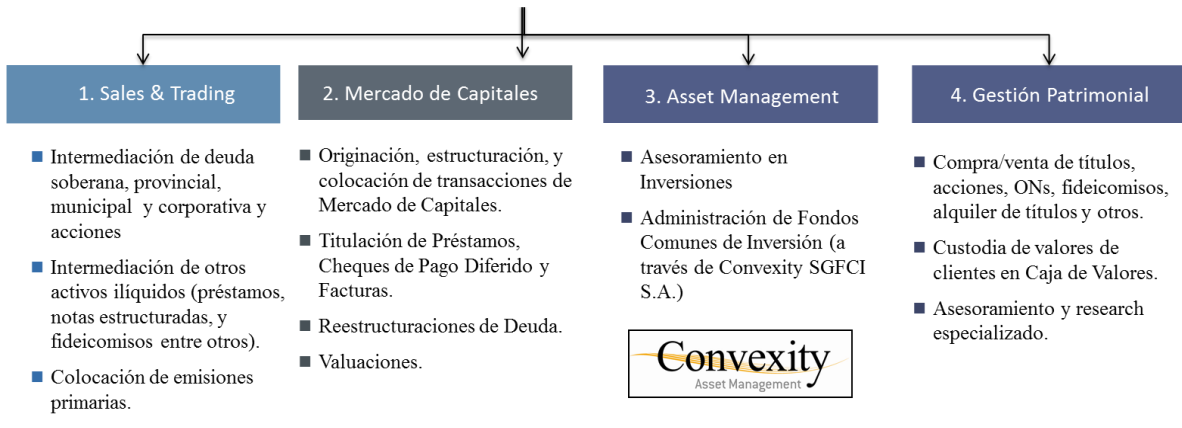 1. Sales & Trading
Intermediación de deuda
soberana, provincial,
municipal y corporativa y
acciones
Intermediación de otros
activos ilíquidos (préstamos,
notas estructuradas, y
fideicomisos entre otros).
Colocación de emisiones
primarias.
2. Mercado de Capitales
Originación, estructuración, y
colocación de transacciones de
Mercado de Capitales.
Titulación de Préstamos,
Cheques de Pago Diferido y
Facturas.
Reestructuraciones de Deuda.
Valuaciones.
3. Asset Management
Asesoramiento en
Inversiones
Administración de Fondos
Comunes de Inversión (a
través de Convexity SGFCI
S.A.)
Convexity
Asset Management
4. Gestión Patrimonial
Compra/venta de títulos,
acciones, ONs, fideicomisos,
alquiler de títulos y otros.
Custodia de valores de
clientes en Caja de Valores.
Asesoramiento y research
especializado.